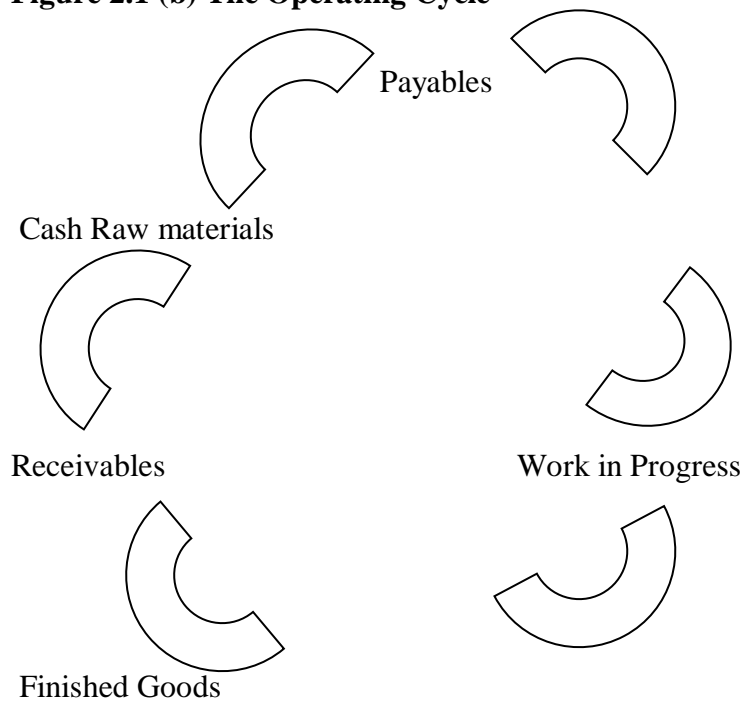 Figure 2.1 (b) The Operating Cycle
Payables
Cash Raw materials
Receivables
Work in Progress
Finished Goods